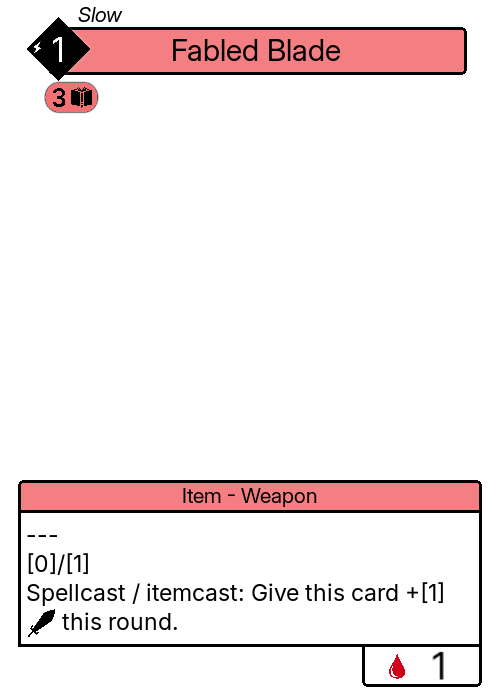 Slow
1
Fabled Blade
3
Item - Weapon
---
[0]/[1]
Spellcast / itemcast: Give this card +[1]
this round.
1